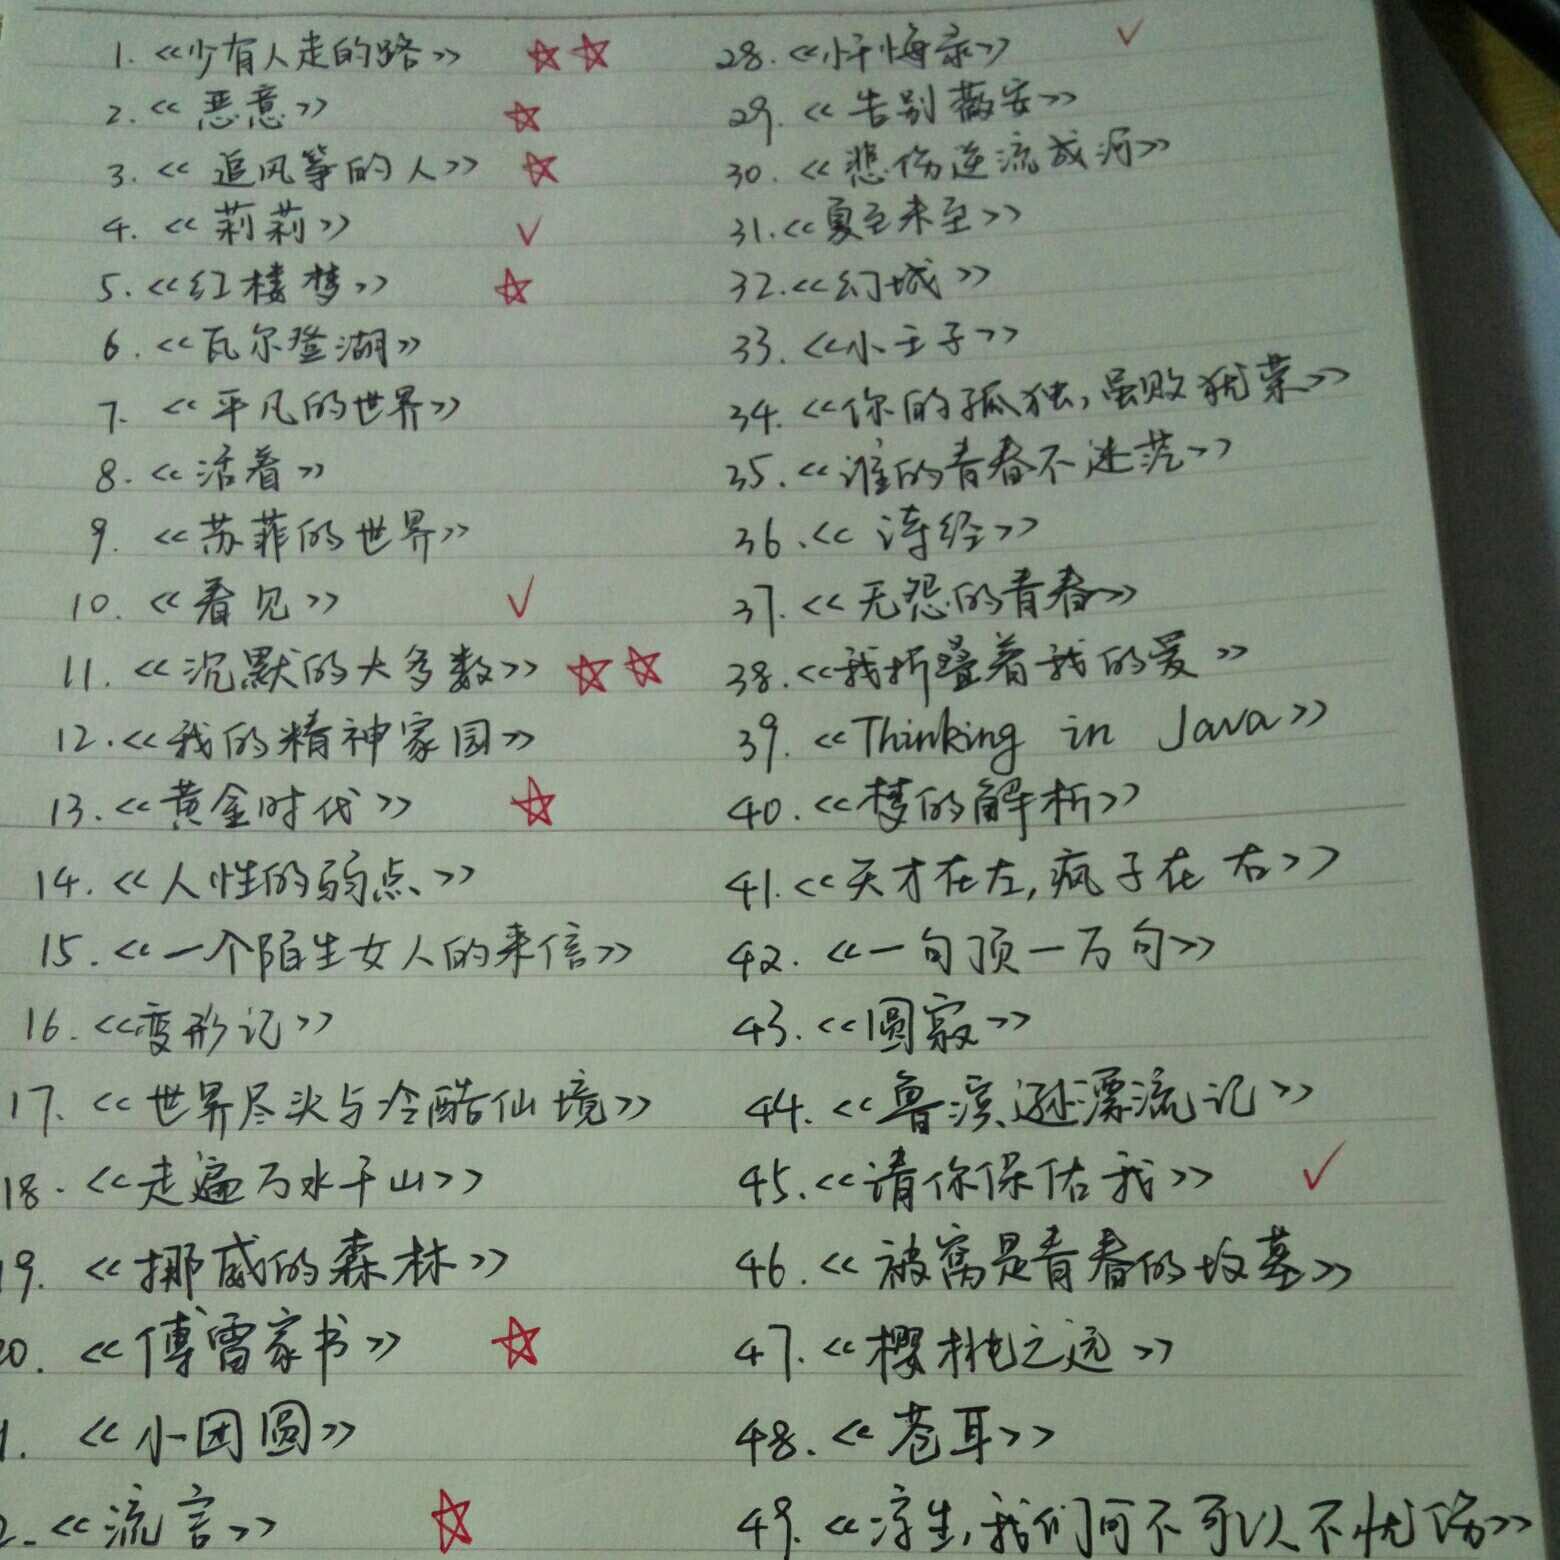 1. 《少有人走的路》
2. 《恶意》
3. 《追风筝的人》
4. 《莉莉》
5. 《红楼梦》
6. 《瓦尔登湖》
7. 《平凡的世界》
8. 《活着》
9. 《苏菲的世界》
10. 《看见》
11. 《沉默的大多数》
12. 《我的精神家园》
13. 《黄金时代》
14. 《人性的弱点》
15. 《一个陌生女人的来信》
16. 《变形记》
17. 《世界尽头与冷酷仙境》
18. 《走遍万水千山》
19. 《挪威的森林》
20. 《傅雷家书》
1. 《小团圆》
2. 《流言》
28. 《忏悔录》
29. 《告别薇安》
30. 《悲伤逆流成河》
31. 《夏至未至》
32. 《幻城》
33. 《小王子》
34. 《你的孤独,虽败犹荣》
35. 《谁的青春不迷茫》
36. 《诗经》
37. 《无怨的青春》
38. 《我折叠着我的爱》
39. 《Thinking in Java》
40. 《梦的解析》
41. 《天才在左,疯子在右》
42. 《一句顶一万句》
43. 《圆寂》
44. 《鲁滨逊漂流记》
45. 《请你保佑我》
46. 《被窝是青春的坟墓》
47. 《樱桃之远》
48. 《苍耳》
49. 《浮生,我们可不可以不忧伤》